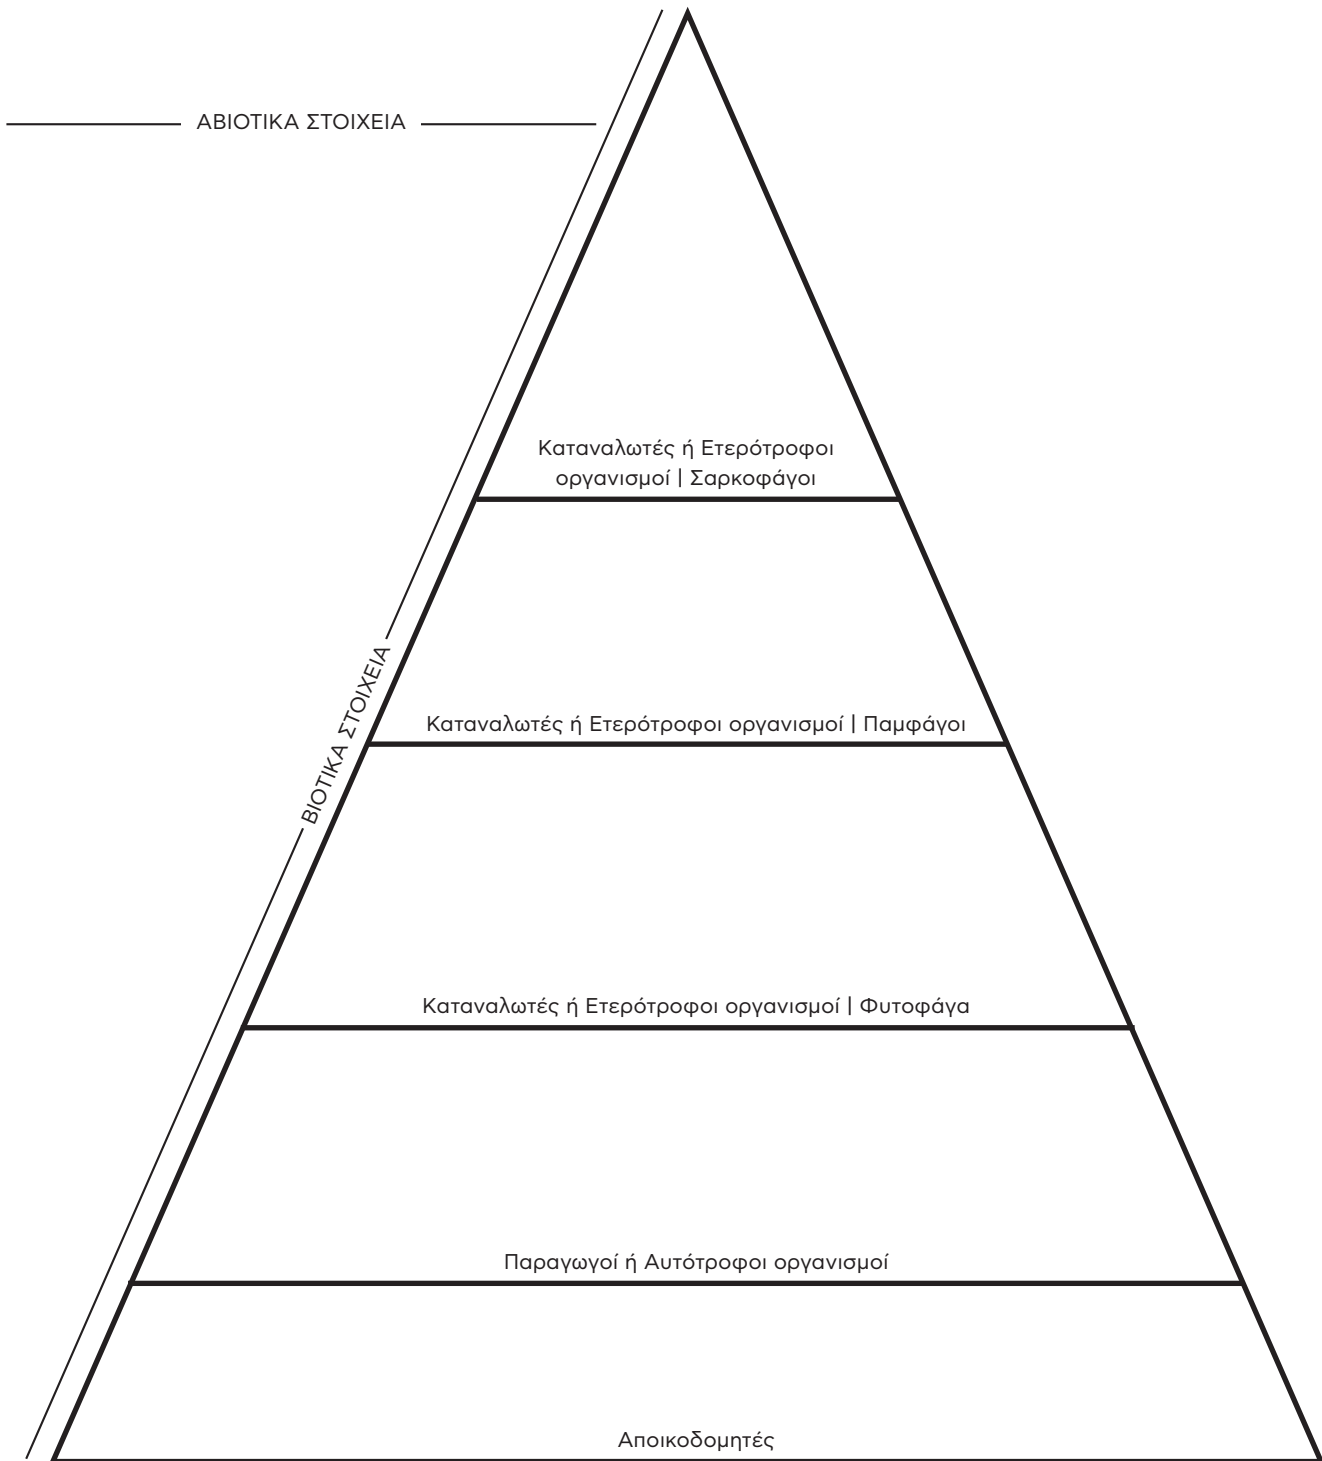 ΑΒΙΟΤΙΚΑ ΣΤΟΙΧΕΙΑ
Καταναλωτές ή Ετερότροφοι
οργανισμοί | Σαρκοφάγοι
ΒΙΟΤΙΚΑ ΣΤΟΙΧΕΙΑ
Καταναλωτές ή Ετερότροφοι οργανισμοί | Παμφάγοι
Καταναλωτές ή Ετερότροφοι οργανισμοί | Φυτοφάγα
Παραγωγοί ή Αυτότροφοι οργανισμοί
Αποικοδομητές